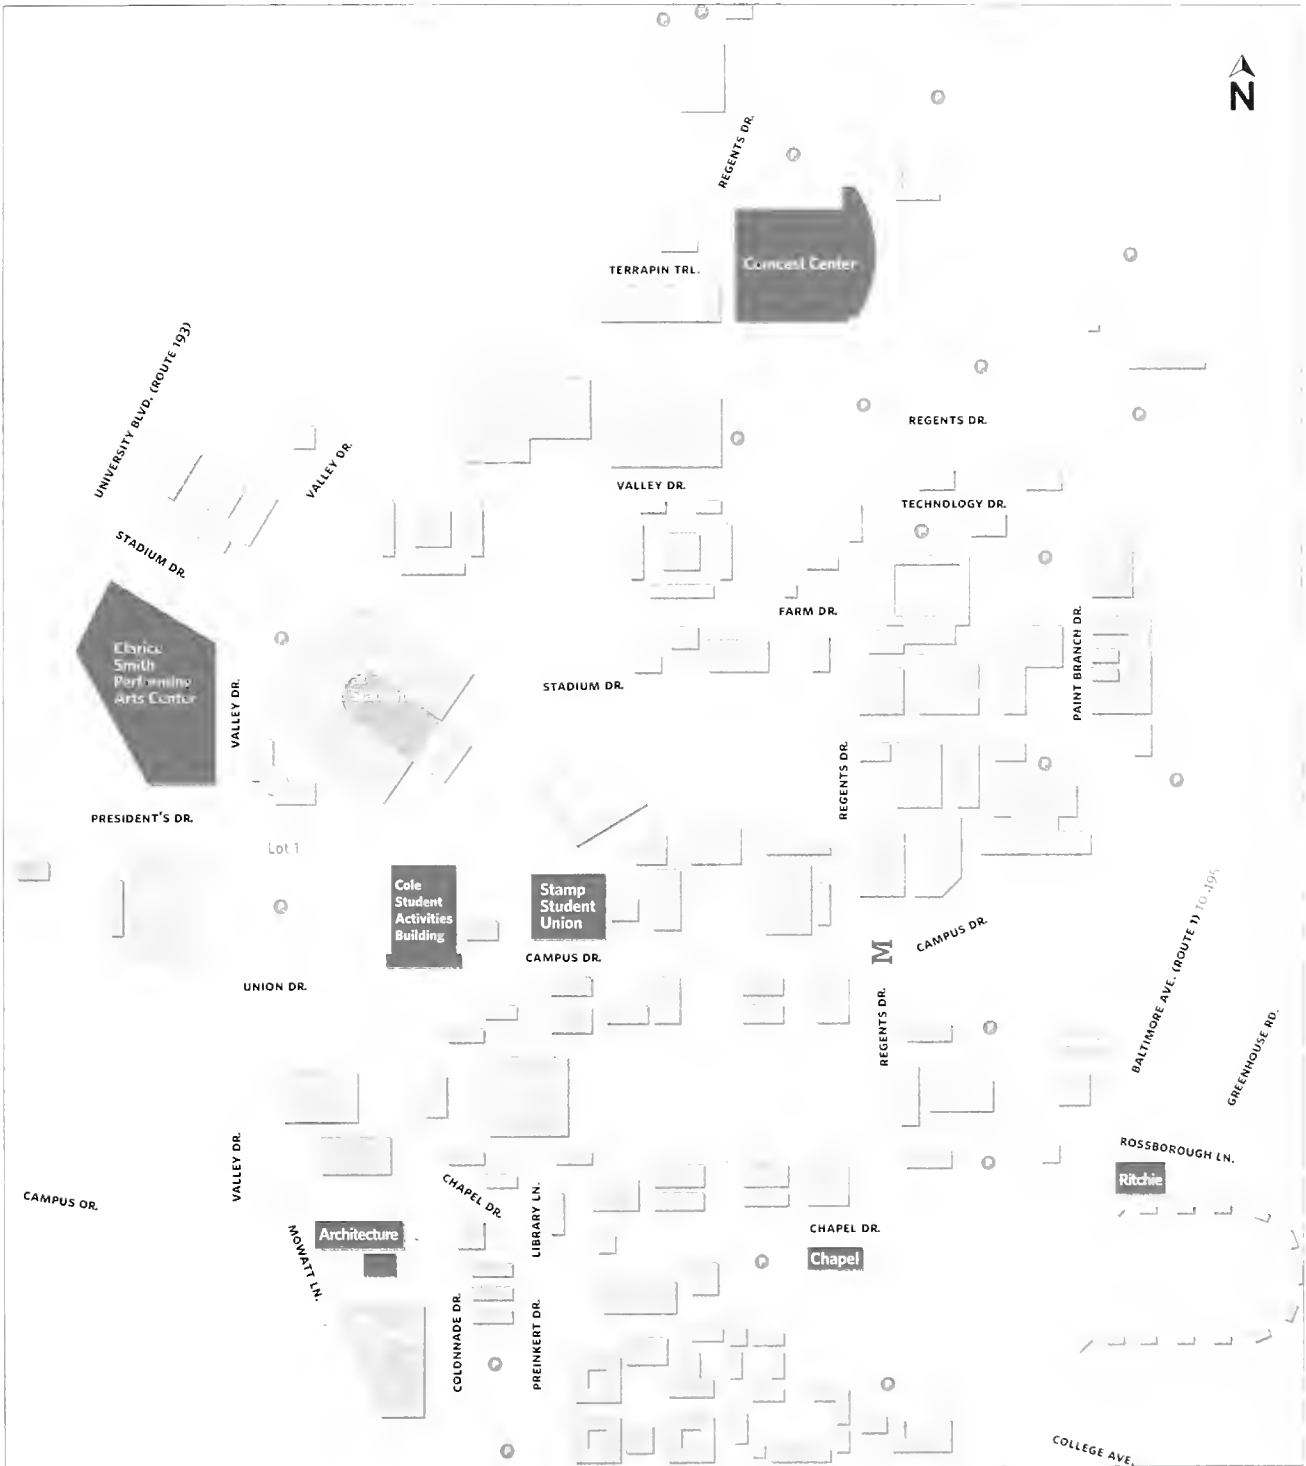 N
REGENTS DR.
TERRAPIN TRL.
Comcast Center
UNIVERSITY BLVD. (ROUTE 193)
VALLEY DR.
REGENTS DR.
VALLEY DR.
TECHNOLOGY DR.
STADIUM DR.
FARM DR.
PAINT BRANCH DR.
Clarice
Smith
Performing
Arts Center
VALLEY DR.
STADIUM DR.
REGENTS DR.
PRESIDENT'S DR.
Lot 1
Cole
Student
Activities
Building
Stamp
Student
Union
CAMPUS DR.
M
CAMPUS DR.
UNION DR.
REGENTS DR.
BALTIMORE AVE. (ROUTE 1) TO
GREENHOUSE RD.
VALLEY DR.
ROSSBOROUGH LN.
Ritchie
CAMPUS DR.
CHAPEL DR.
LIBRARY LN.
MOWATT LN.
Architecture
CHAPEL DR.
Chapel
COLONNADE DR.
PREINKERT DR.
COLLEGE AVE.